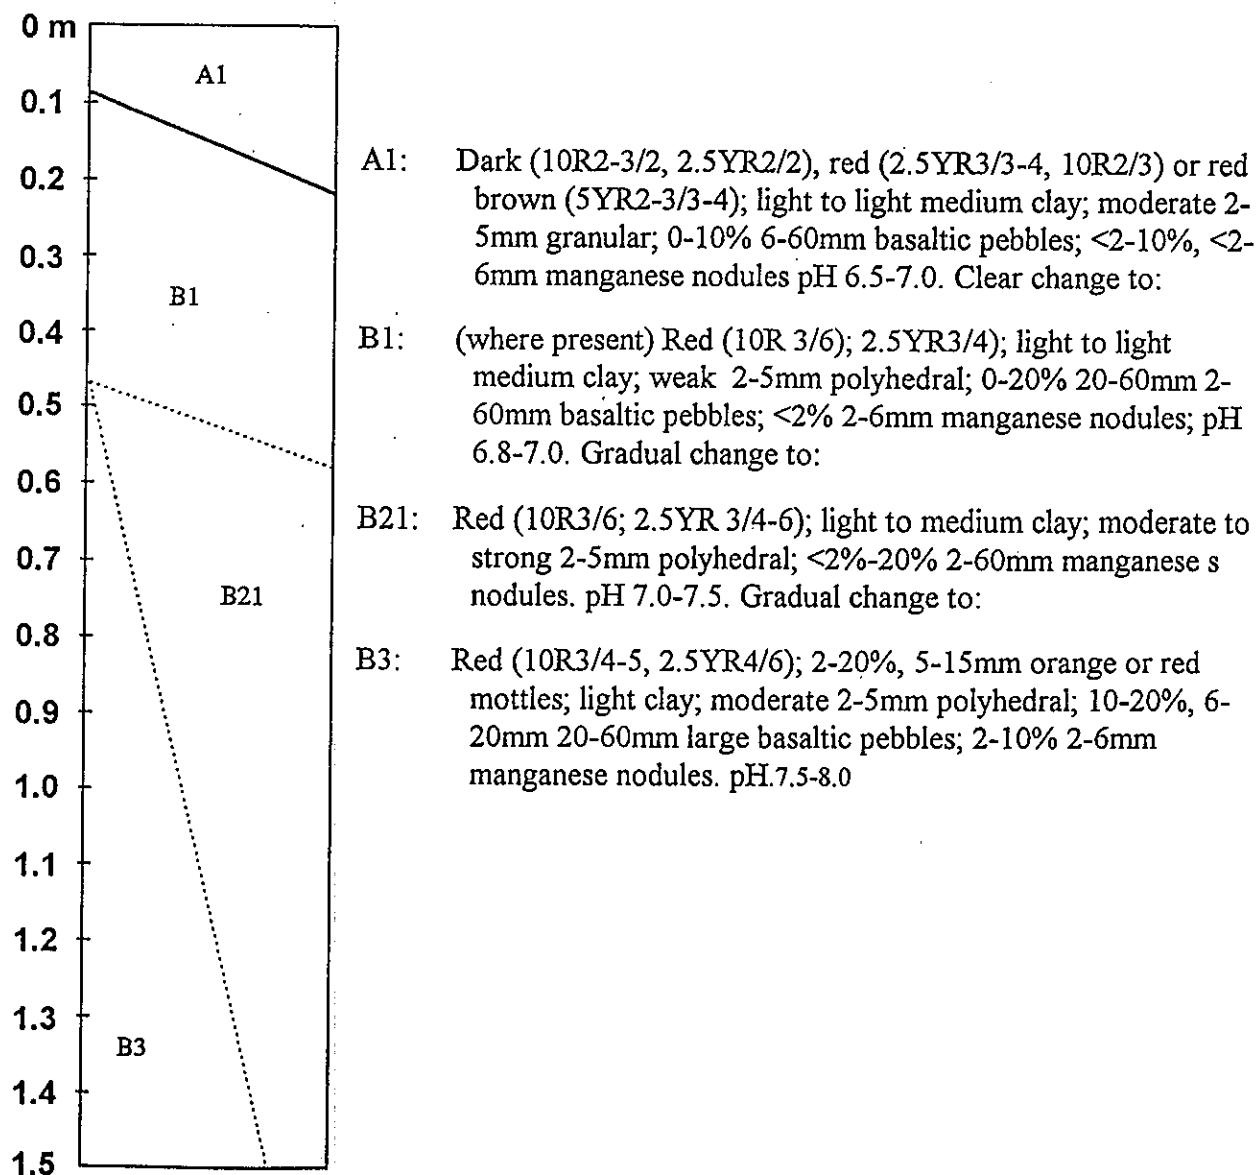 0 m
A1
0.1
0.2
0.3
B1
0.4
0.5
0.6
0.7
B21
0.8
0.9
1.0
1.1
1.2
1.3
B3
1.4
1.5
A1: Dark (10R2-3/2, 2.5YR2/2), red (2.5YR3/3-4, 10R2/3) or red
brown (5YR2-3/3-4); light to light medium clay; moderate 2-
5mm granular; 0-10% 6-60mm basaltic pebbles; <2-10%, <2-
6mm manganese nodules pH 6.5-7.0. Clear change to:
B1: (where present) Red (10R 3/6); 2.5YR3/4); light to light
medium clay; weak 2-5mm polyhedral; 0-20% 20-60mm 2-
60mm basaltic pebbles; <2% 2-6mm manganese nodules; pH
6.8-7.0. Gradual change to:
B21: Red (10R3/6; 2.5YR 3/4-6); light to medium clay; moderate to
strong 2-5mm polyhedral; <2%-20% 2-60mm manganese s
nodules. pH 7.0-7.5. Gradual change to:
B3: Red (10R3/4-5, 2.5YR4/6); 2-20%, 5-15mm orange or red
mottles; light clay; moderate 2-5mm polyhedral; 10-20%, 6-
20mm 20-60mm large basaltic pebbles; 2-10% 2-6mm
manganese nodules. pH.7.5-8.0